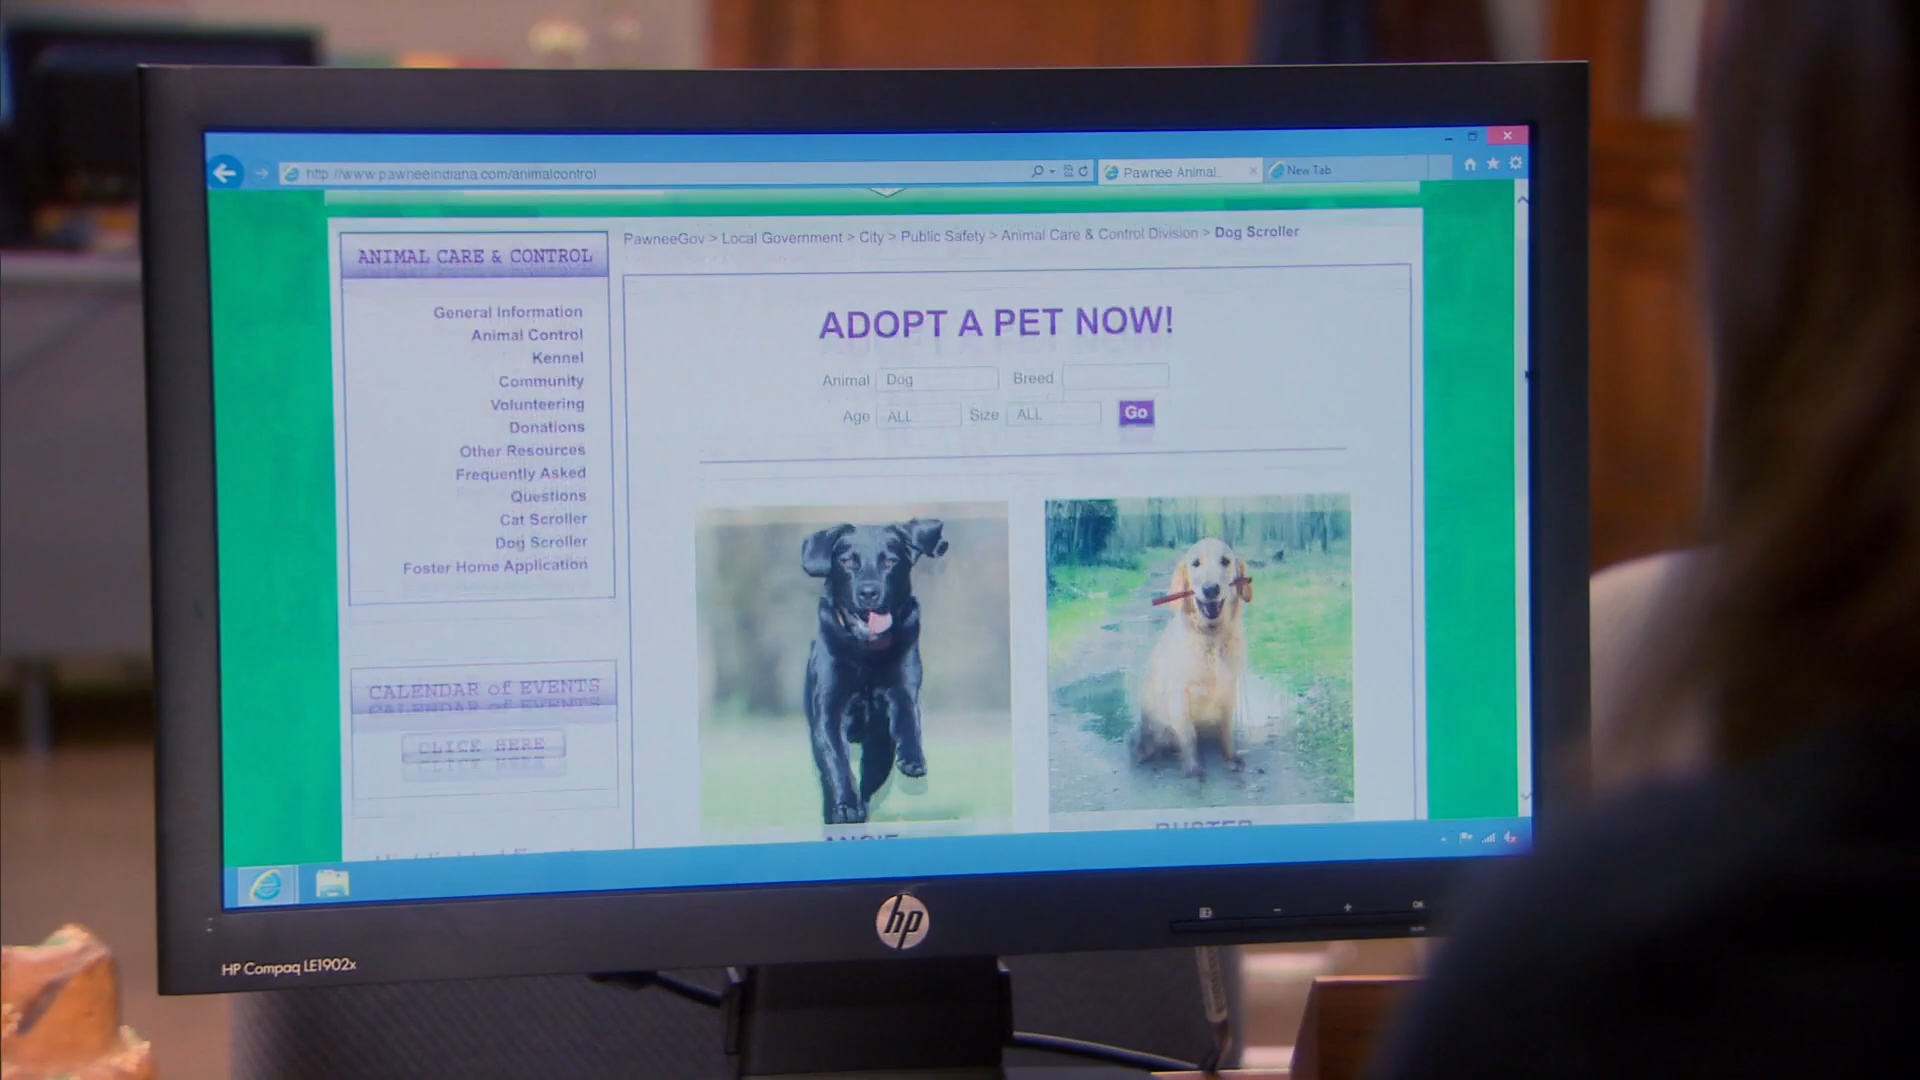 http://www.pawneeindiana.com/animalcontrol
Pawnee Animal...
New Tab
PawneeGov > Local Government > City > Public Safety > Animal Care & Control Division > Dog Scroller
ANIMAL CARE & CONTROL
General Information
Animal Control
Kennel
Community
Volunteering
Donations
Other Resources
Frequently Asked
Questions
Cat Scroller
Dog Scroller
Foster Home Application
CALENDAR of EVENTS
CLICK HERE
ADOPT A PET NOW!
Animal Dog Breed
Age ALL Size ALL Go
ANGIE
BUSTER
hp
HP Compaq LE1902x
OK